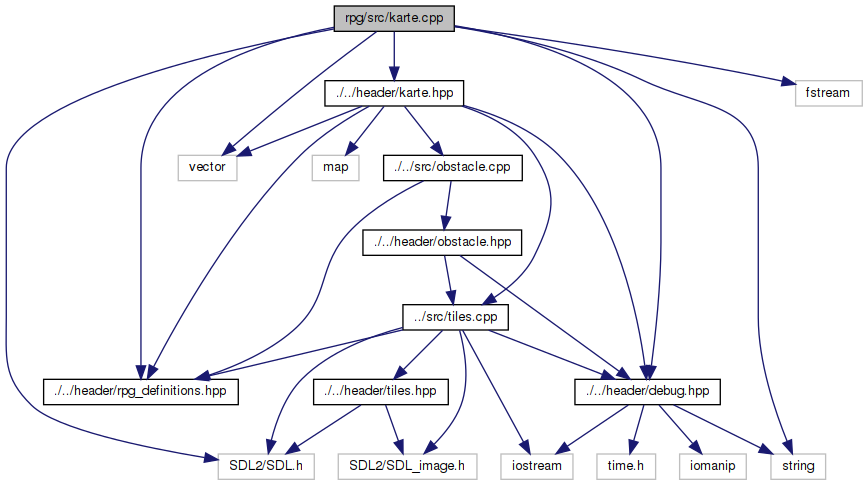 rpg/src/karte.cpp
./../header/karte.hpp
fstream
vector
map
./../src/obstacle.cpp
./../header/obstacle.hpp
../src/tiles.cpp
./../header/rpg_definitions.hpp
./../header/tiles.hpp
./../header/debug.hpp
SDL2/SDL.h
SDL2/SDL_image.h
iostream
time.h
iomanip
string